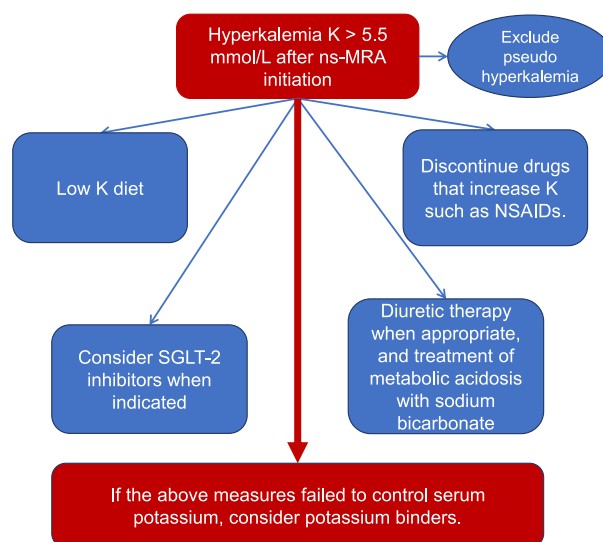 Hyperkalemia K > 5.5
mmol/L after ns-MRA
initiation
Exclude
pseudo
hyperkalemia
Low K diet
Discontinue drugs
that increase K
such as NSAIDs.
Consider SGLT-2
inhibitors when
indicated
Diuretic therapy
when appropriate,
and treatment of
metabolic acidosis
with sodium
bicarbonate
If the above measures failed to control serum
potassium, consider potassium binders.